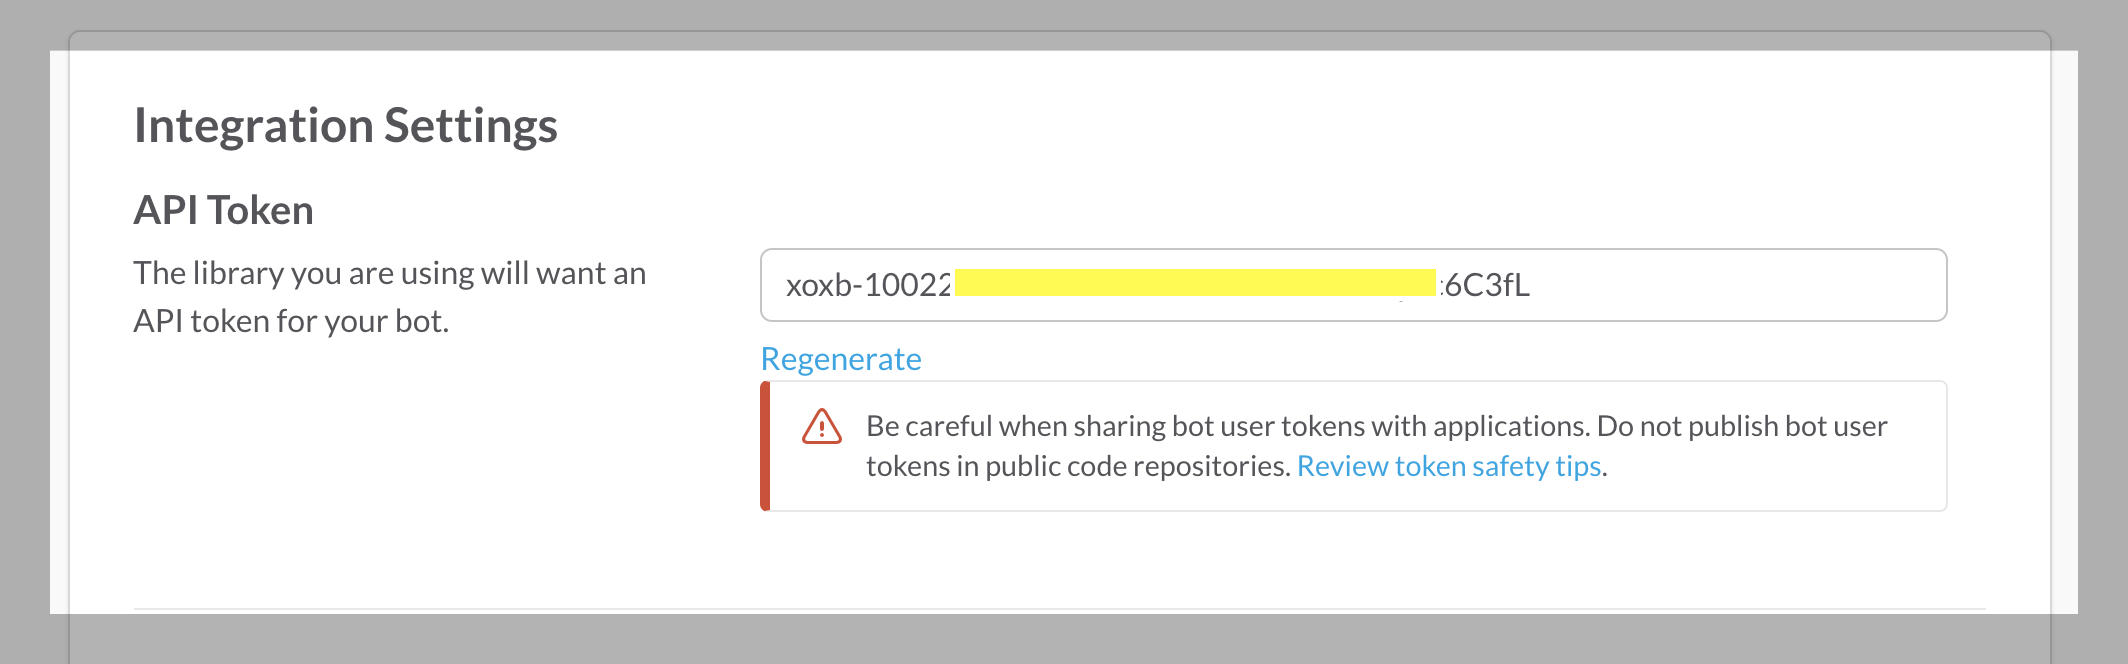 Integration Settings
API Token
The library you are using will want an
API token for your bot.
xoxb-10022 :6C3fL
Regenerate
Be careful when sharing bot user tokens with applications. Do not publish bot user
tokens in public code repositories. Review token safety tips.